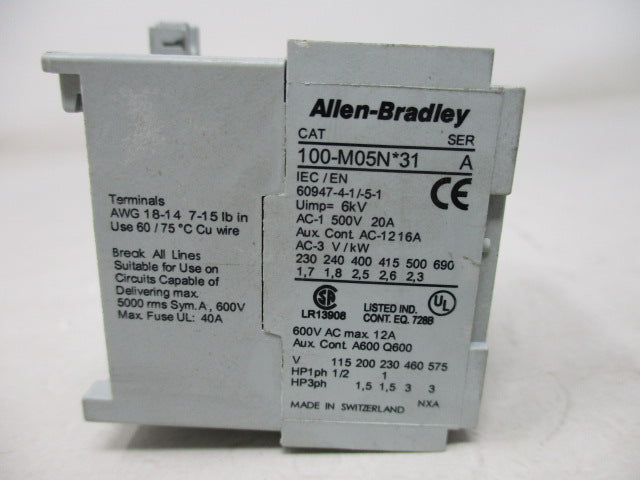 Allen-Bradley
CAT SER
100-M05N*31 A
IEC / EN
60947-4-1/-5-1
CE
Uimp= 6kV
AC-1 500V 20A
Aux. Cont. AC-12 16A
AC-3 V / kW
230 240 400 415 500 690
1,7 1,8 2,5 2,6 2,3
SA
LR13908
LISTED IND.
CONT. EQ. 728B
UL
600V AC max. 12A
Aux. Cont. A600 Q600
V 115 200 230 460 575
HP1ph 1/2 1
HP3ph 1,5 1,5 3 3
MADE IN SWITZERLAND NXA
Terminals
AWG 18-14 7-15 lb in
Use 60 / 75 °C Cu wire
Break All Lines
Suitable for Use on
Circuits Capable of
Delivering max.
5000 rms Sym.A., 600V
Max. Fuse UL: 40A